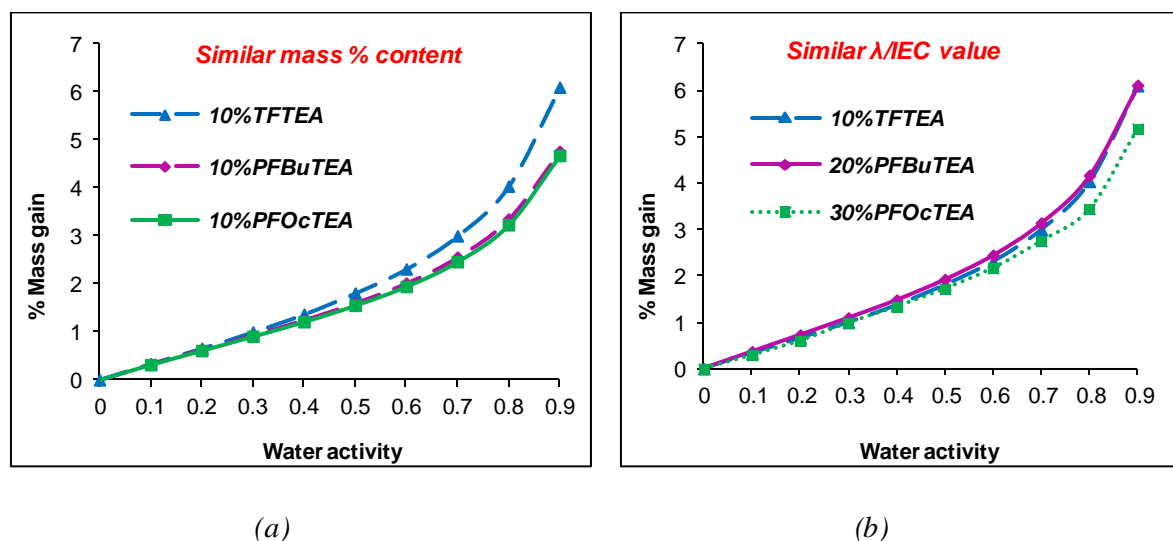 Similar mass % content
10%TFTEA
10%PFBuTEA
10%PFOcTEA
% Mass gain
7
6
5
4
3
2
1
0
0 0.1 0.2 0.3 0.4 0.5 0.6 0.7 0.8 0.9
Water activity
(a)
Similar λ/IEC value
10%TFTEA
20%PFBuTEA
30%PFOcTEA
% Mass gain
7
6
5
4
3
2
1
0
0 0.1 0.2 0.3 0.4 0.5 0.6 0.7 0.8 0.9
Water activity
(b)